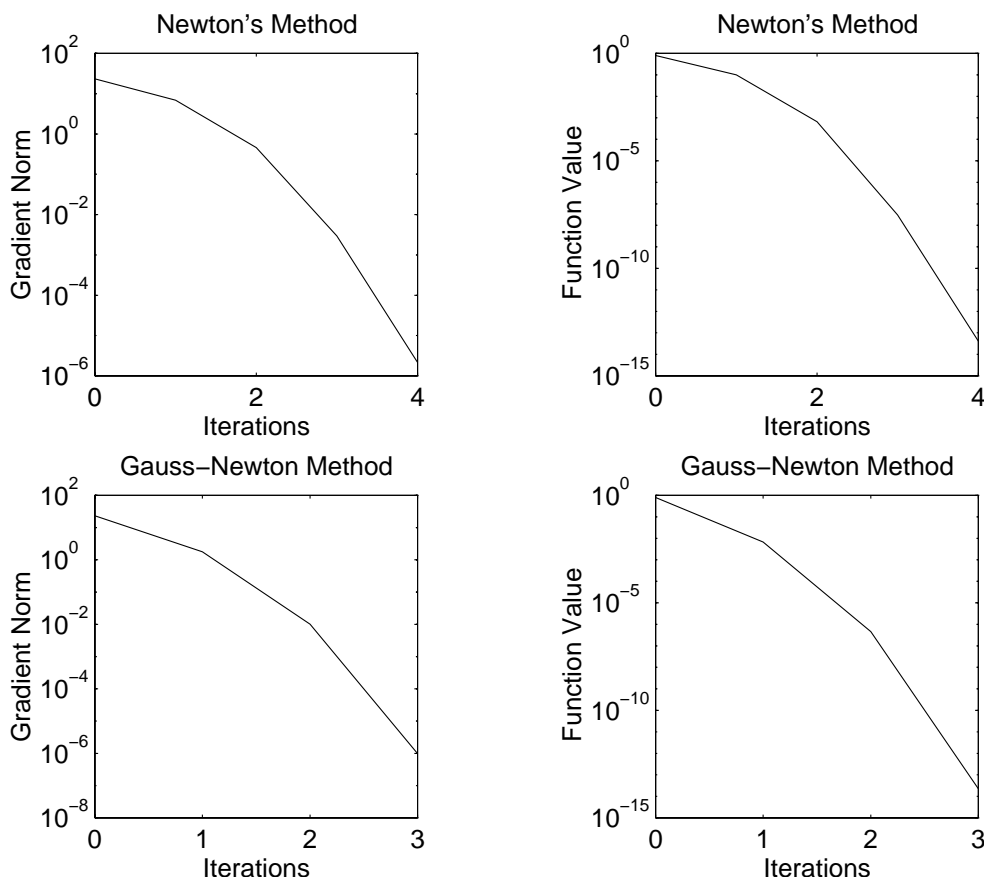 Newton's Method
Gradient Norm
10^2
10^0
10^−2
10^−4
10^−6
0 2 4
Iterations
Newton's Method
Function Value
10^0
10^−5
10^−10
10^−15
0 2 4
Iterations
Gauss−Newton Method
Gradient Norm
10^2
10^0
10^−2
10^−4
10^−6
10^−8
0 1 2 3
Iterations
Gauss−Newton Method
Function Value
10^0
10^−5
10^−10
10^−15
0 1 2 3
Iterations